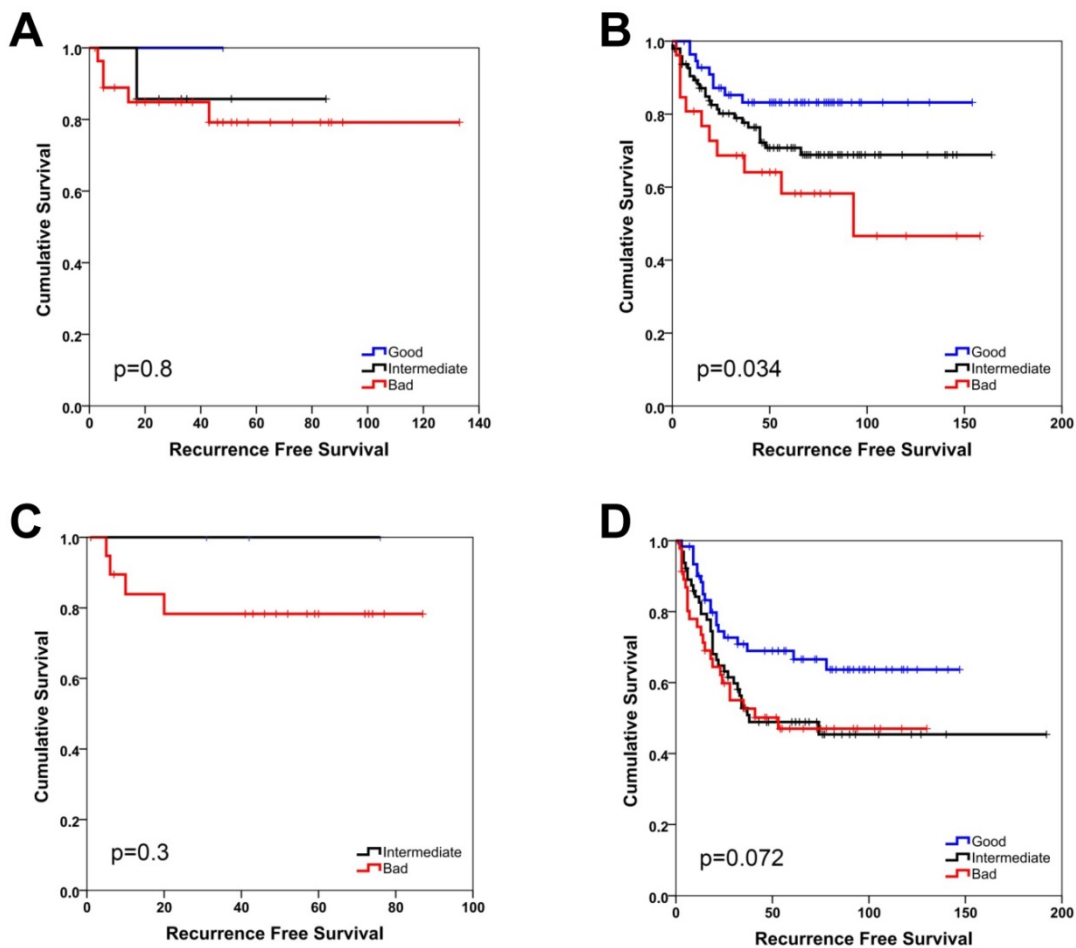 A
1.0
0.8
0.6
0.4
0.2
0.0
Cumulative Survival
p=0.8
Good
Intermediate
Bad
0 20 40 60 80 100 120 140
Recurrence Free Survival
B
1.0
0.8
0.6
0.4
0.2
0.0
Cumulative Survival
p=0.034
Good
Intermediate
Bad
0 50 100 150 200
Recurrence Free Survival
C
1.0
0.8
0.6
0.4
0.2
0.0
Cumulative Survival
p=0.3
Intermediate
Bad
0 20 40 60 80 100
Recurrence Free Survival
D
1.0
0.8
0.6
0.4
0.2
0.0
Cumulative Survival
p=0.072
Good
Intermediate
Bad
0 50 100 150 200
Recurrence Free Survival